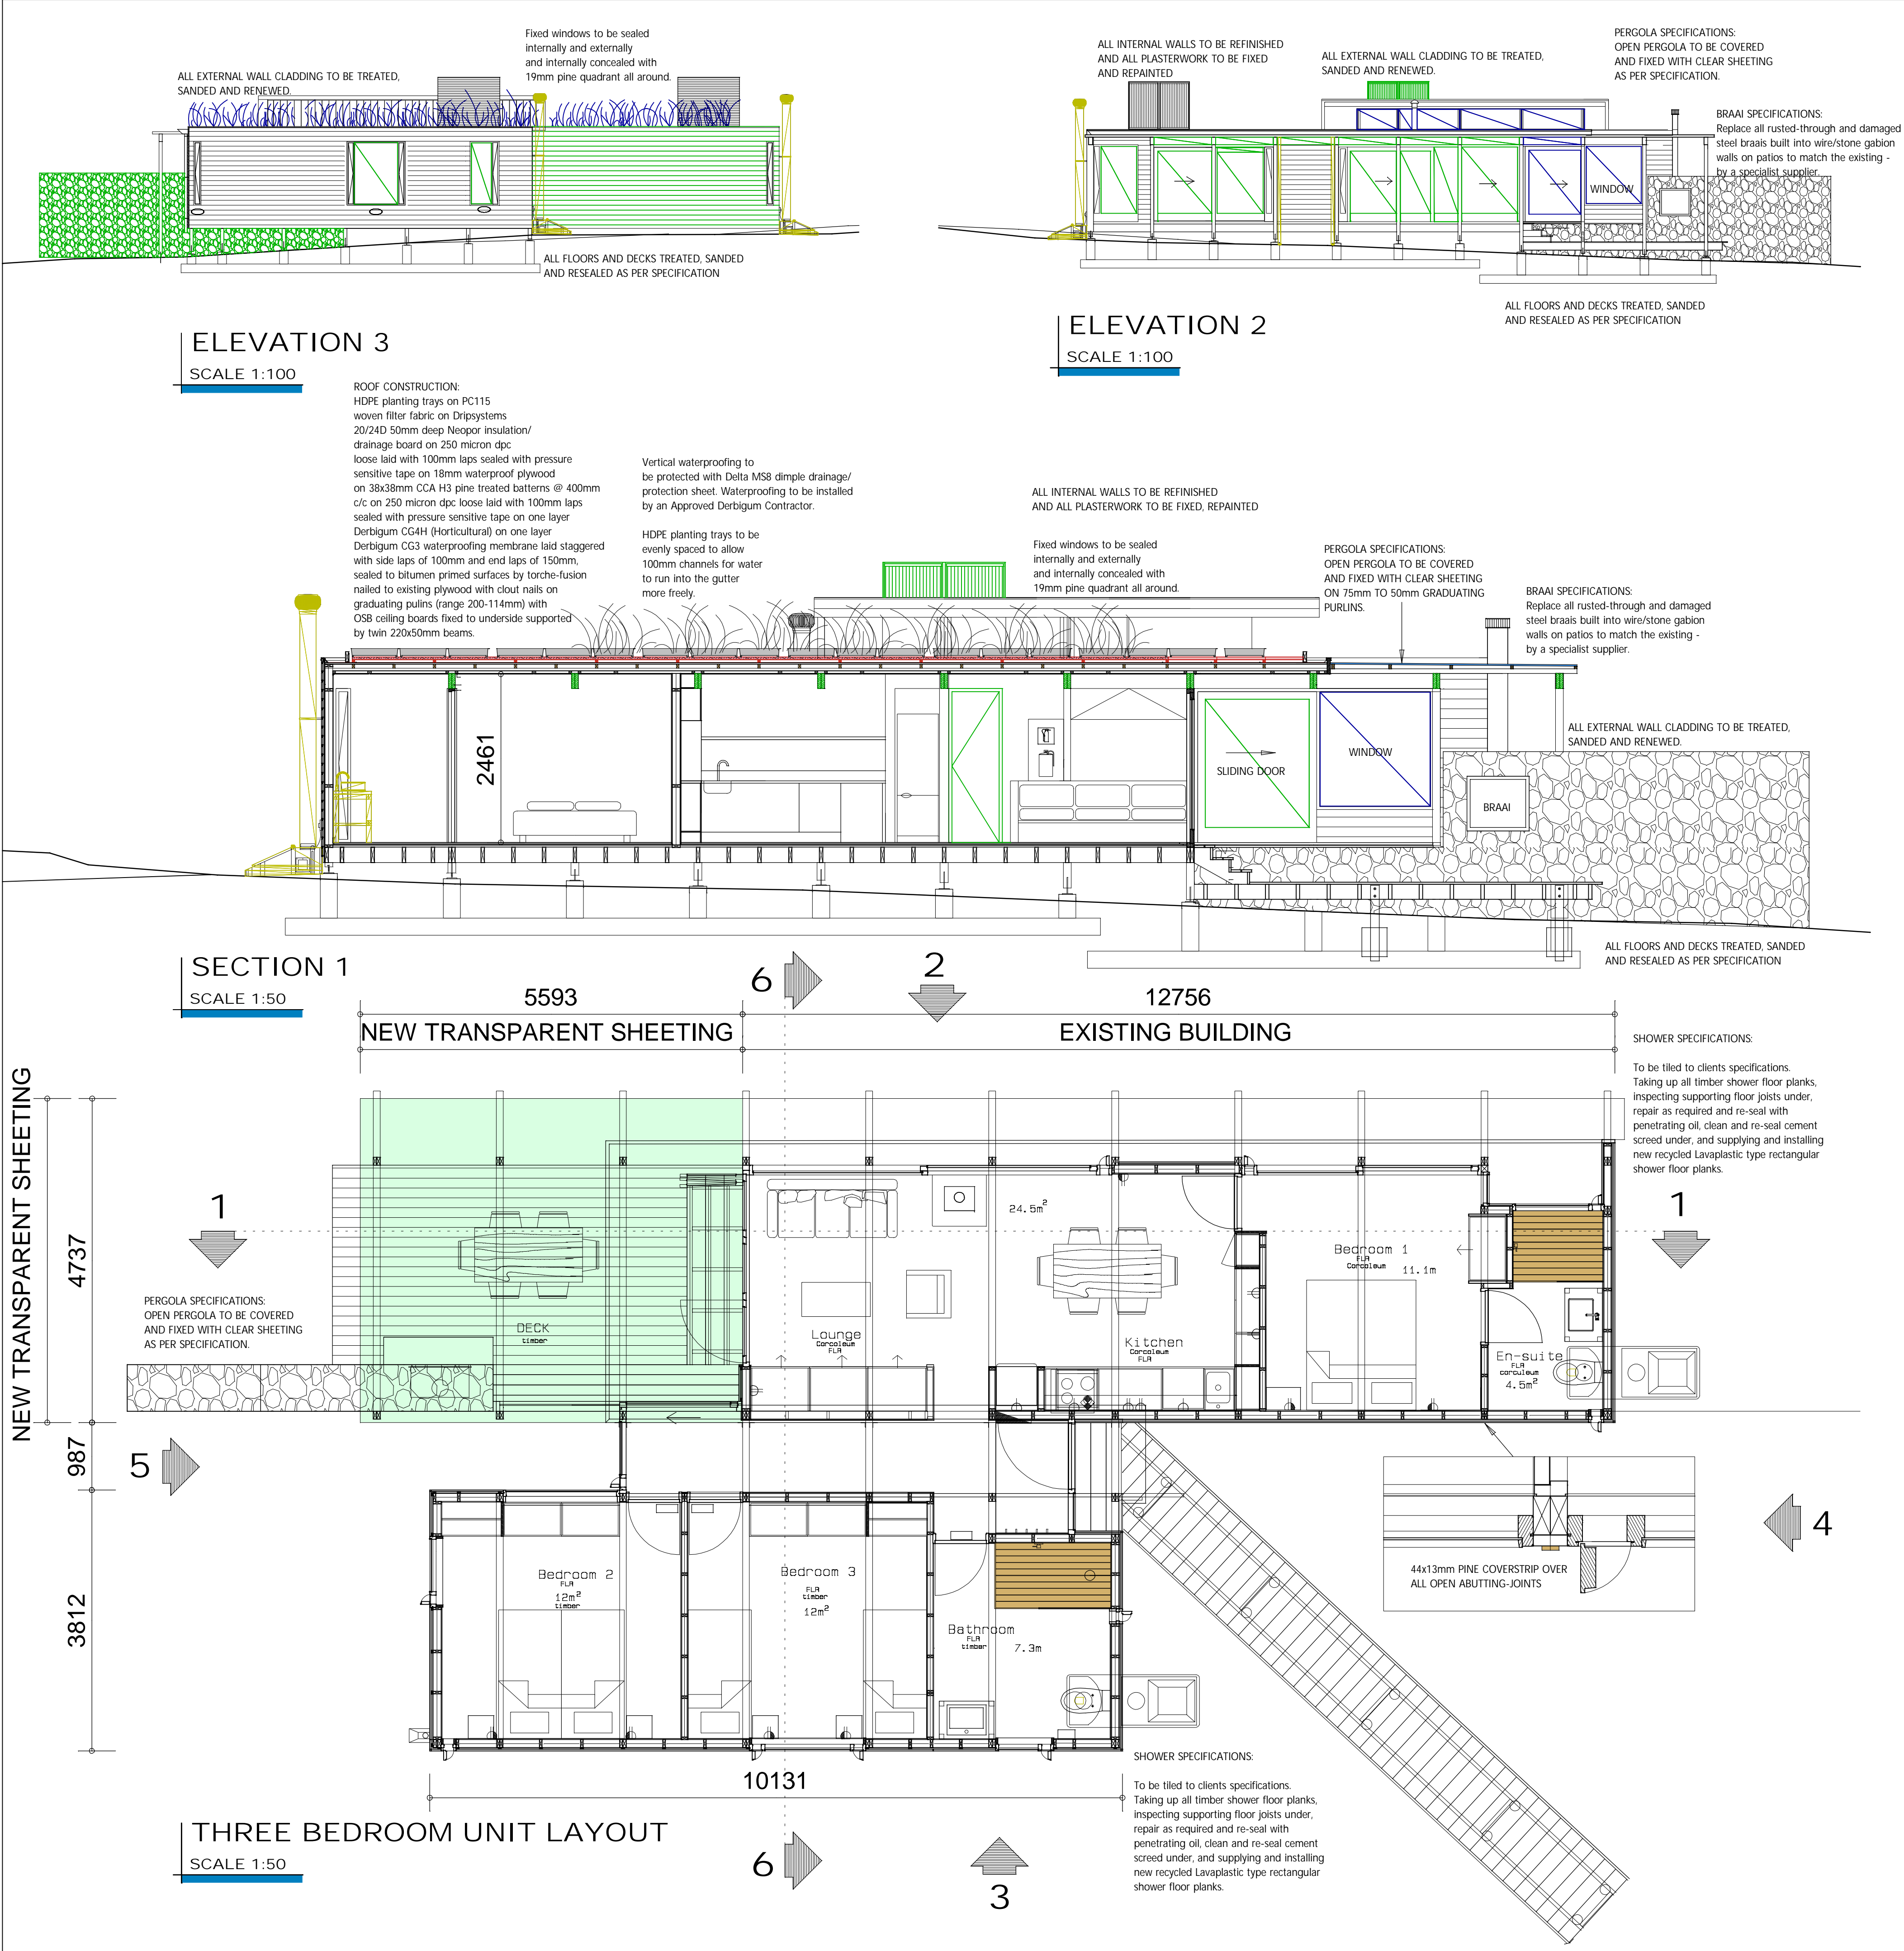 Fixed windows to be sealed
internally and externally
and internally concealed with
19mm pine quadrant all around.
ALL EXTERNAL WALL CLADDING TO BE TREATED,
SANDED AND RENEWED.
ALL FLOORS AND DECKS TREATED, SANDED
AND RESEALED AS PER SPECIFICATION
ELEVATION 3
SCALE 1:100
ALL INTERNAL WALLS TO BE REFINISHED
AND ALL PLASTERWORK TO BE FIXED
AND REPAINTED
ALL EXTERNAL WALL CLADDING TO BE TREATED,
SANDED AND RENEWED.
PERGOLA SPECIFICATIONS:
OPEN PERGOLA TO BE COVERED
AND FIXED WITH CLEAR SHEETING
AS PER SPECIFICATION.
BRAAI SPECIFICATIONS:
Replace all rusted-through and damaged
steel braais built into wire/stone gabion
walls on patios to match the existing -
by a specialist supplier.
WINDOW
ALL FLOORS AND DECKS TREATED, SANDED
AND RESEALED AS PER SPECIFICATION
ELEVATION 2
SCALE 1:100
ROOF CONSTRUCTION:
HDPE planting trays on PC115
woven filter fabric on Dripsystems
20/24D 50mm deep Neopor insulation/
drainage board on 250 micron dpc
loose laid with 100mm laps sealed with pressure
sensitive tape on 18mm waterproof plywood
on 38x38mm CCA H3 pine treated batterns @ 400mm
c/c on 250 micron dpc loose laid with 100mm laps
sealed with pressure sensitive tape on one layer
Derbigum CG4H (Horticultural) on one layer
Derbigum CG3 waterproofing membrane laid staggered
with side laps of 100mm and end laps of 150mm,
sealed to bitumen primed surfaces by torche-fusion
nailed to existing plywood with clout nails on
graduating pulins (range 200-114mm) with
OSB ceiling boards fixed to underside supported
by twin 220x50mm beams.
Vertical waterproofing to
be protected with Delta MS8 dimple drainage/
protection sheet. Waterproofing to be installed
by an Approved Derbigum Contractor.
HDPE planting trays to be
evenly spaced to allow
100mm channels for water
to run into the gutter
more freely.
ALL INTERNAL WALLS TO BE REFINISHED
AND ALL PLASTERWORK TO BE FIXED, REPAINTED
Fixed windows to be sealed
internally and externally
and internally concealed with
19mm pine quadrant all around.
PERGOLA SPECIFICATIONS:
OPEN PERGOLA TO BE COVERED
AND FIXED WITH CLEAR SHEETING
ON 75mm TO 50mm GRADUATING
PURLINS.
BRAAI SPECIFICATIONS:
Replace all rusted-through and damaged
steel braais built into wire/stone gabion
walls on patios to match the existing -
by a specialist supplier.
ALL EXTERNAL WALL CLADDING TO BE TREATED,
SANDED AND RENEWED.
2461
SLIDING DOOR
WINDOW
BRAAI
ALL FLOORS AND DECKS TREATED, SANDED
AND RESEALED AS PER SPECIFICATION
SECTION 1
SCALE 1:50
6
2
5593
12756
NEW TRANSPARENT SHEETING
EXISTING BUILDING
SHOWER SPECIFICATIONS:
To be tiled to clients specifications.
Taking up all timber shower floor planks,
inspecting supporting floor joists under,
repair as required and re-seal with
penetrating oil, clean and re-seal cement
screed under, and supplying and installing
new recycled Lavaplastic type rectangular
shower floor planks.
NEW TRANSPARENT SHEETING
4737
987
3812
1
1
PERGOLA SPECIFICATIONS:
OPEN PERGOLA TO BE COVERED
AND FIXED WITH CLEAR SHEETING
AS PER SPECIFICATION.
DECK
timber
Lounge
Corcoleum
FLR
24.5m²
Kitchen
Corcoleum
FLR
Bedroom 1
FLR
Corcoleum
11.1m
En-suite
FLR
corculeum
4.5m²
5
4
44x13mm PINE COVERSTRIP OVER
ALL OPEN ABUTTING-JOINTS
Bedroom 2
FLR
12m²
timber
Bedroom 3
FLR
timber
12m²
Bathroom
FLR
timber
7.3m
10131
SHOWER SPECIFICATIONS:
To be tiled to clients specifications.
Taking up all timber shower floor planks,
inspecting supporting floor joists under,
repair as required and re-seal with
penetrating oil, clean and re-seal cement
screed under, and supplying and installing
new recycled Lavaplastic type rectangular
shower floor planks.
THREE BEDROOM UNIT LAYOUT
SCALE 1:50
6
3